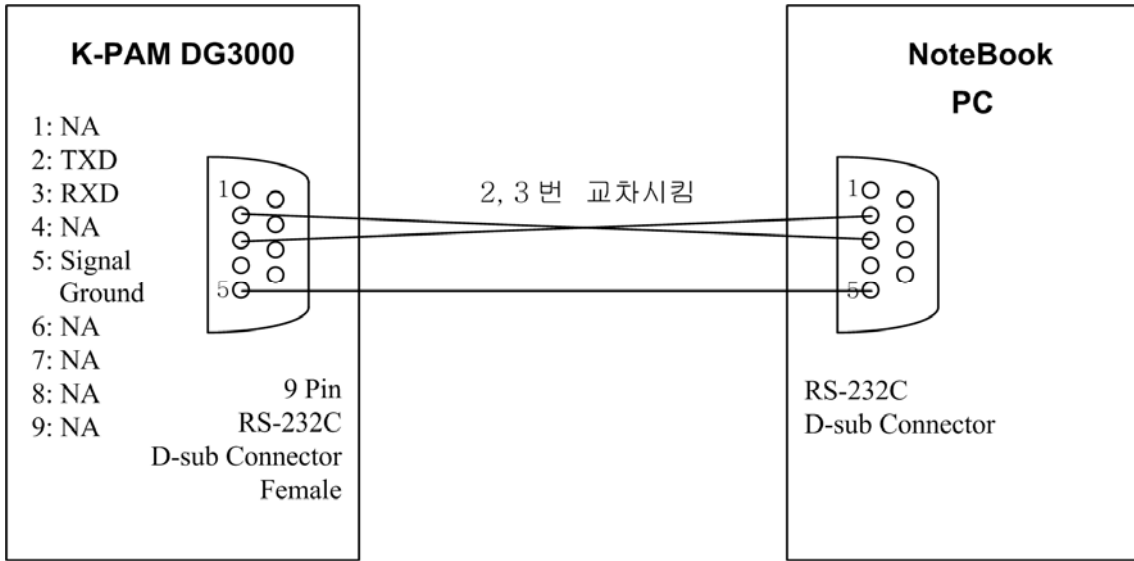 K-PAM DG3000
1: NA
2: TXD
3: RXD
4: NA
5: Signal
Ground
6: NA
7: NA
8: NA
9: NA
1
5
9 Pin
RS-232C
D-sub Connector
Female
2, 3 번 교차시킴
NoteBook
PC
1
5
RS-232C
D-sub Connector